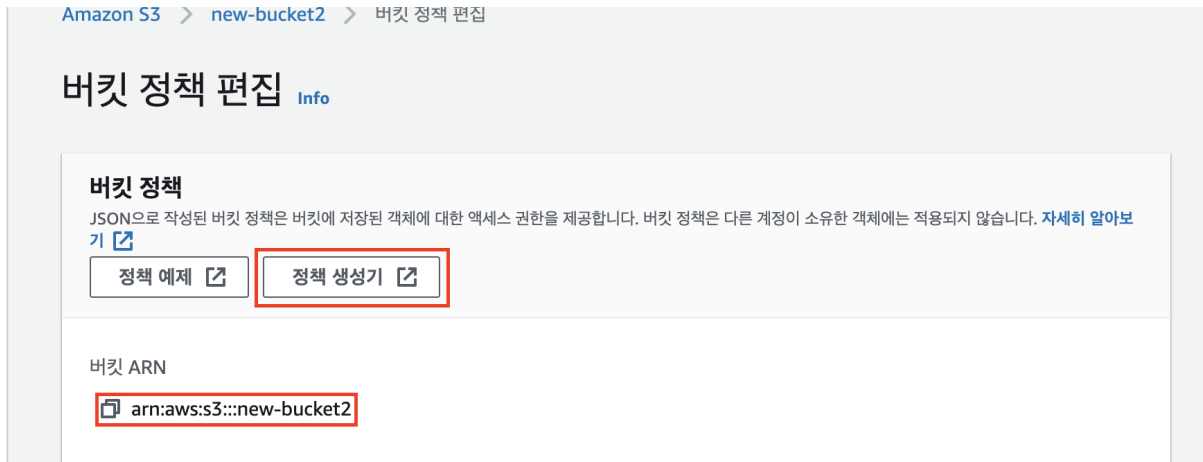 Amazon S3 > new-bucket2 > 버킷 정책 편집
버킷 정책 편집 Info
버킷 정책
JSON으로 작성된 버킷 정책은 버킷에 저장된 객체에 대한 액세스 권한을 제공합니다. 버킷 정책은 다른 계정이 소유한 객체에는 적용되지 않습니다. 자세히 알아보
기
정책 예제 정책 생성기
버킷 ARN
arn:aws:s3:::new-bucket2